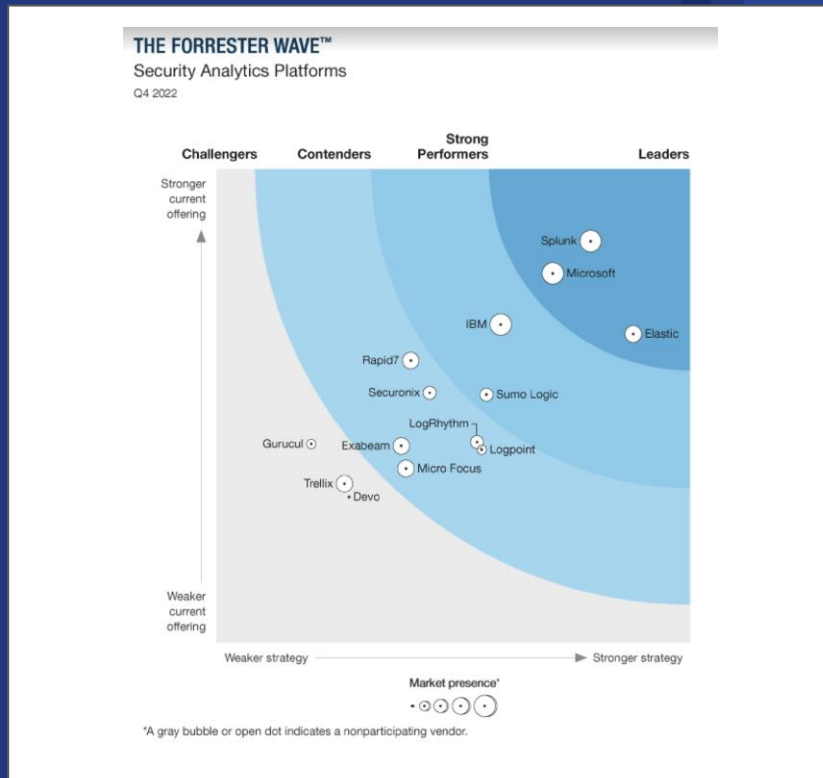 THE FORRESTER WAVE™
Security Analytics Platforms
Q4 2022
Challengers
Contenders
Strong
Performers
Leaders
Stronger
current
offering
Splunk
Microsoft
IBM
Elastic
Rapid7
Securonix
Sumo Logic
LogRhythm
Gurucul
Exabeam
Logpoint
Micro Focus
Trellix
Devo
Weaker
current
offering
Weaker strategy
Stronger strategy
Market presence*
*A gray bubble or open dot indicates a nonparticipating vendor.